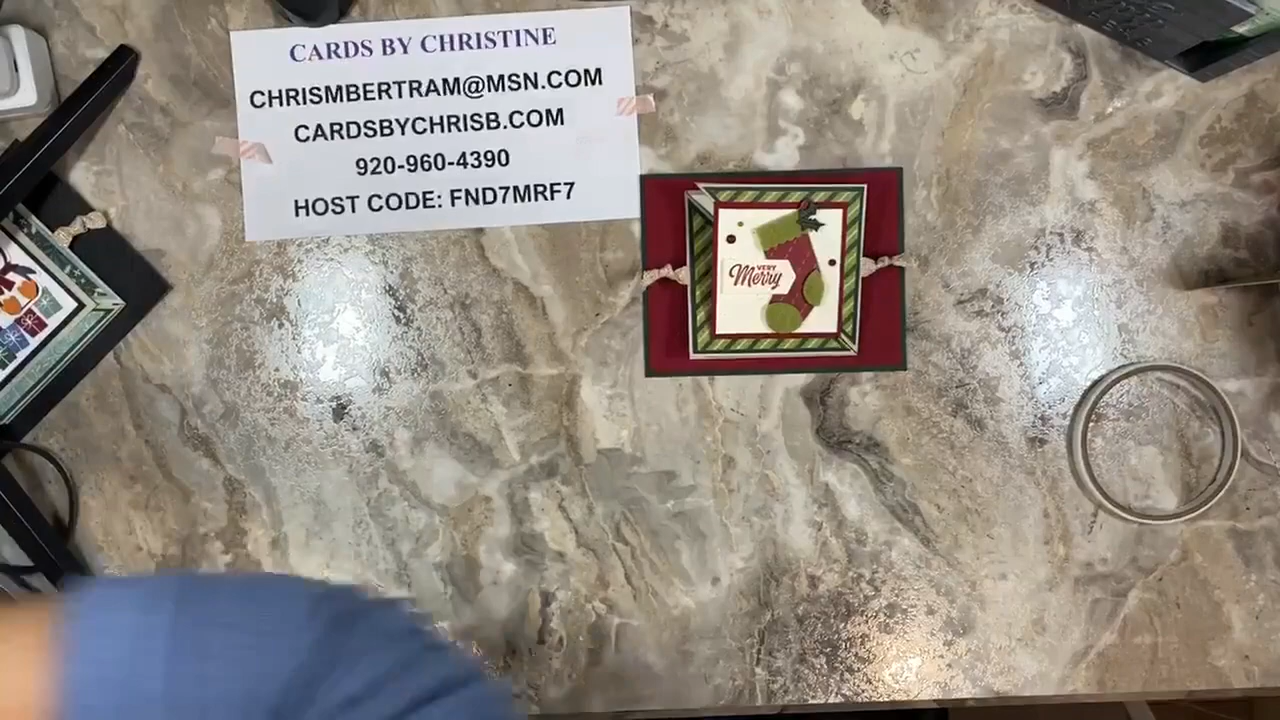 CARDS BY CHRISTINE
CHRISMBERTRAM@MSN.COM
CARDSBYCHRISB.COM
920-960-4390
HOST CODE: FND7MRF7
VERY
Merry